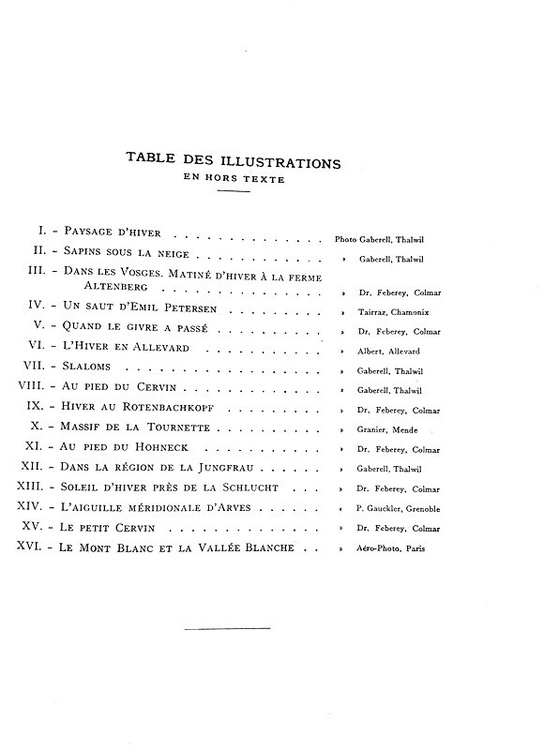 TABLE DES ILLUSTRATIONS
EN HORS TEXTE
I. - PAYSAGE D'HIVER . . . . . . . . . . . . . . Photo Gaberell, Thalwil
II. - SAPINS SOUS LA NEIGE . . . . . . . . . . . . » Gaberell, Thalwil
III. - DANS LES VOSGES. MATINÉ D'HIVER À LA FERME
ALTENBERG . . . . . . . . . . . . . . . » Dr. Feberey, Colmar
IV. - UN SAUT D'EMIL PETERSEN . . . . . . . . . » Tairraz, Chamonix
V. - QUAND LE GIVRE A PASSÉ . . . . . . . . . . » Dr. Feberey, Colmar
VI. - L'HIVER EN ALLEVARD . . . . . . . . . . . » Albert, Allevard
VII. - SLALOMS . . . . . . . . . . . . . . . . . . » Gaberell, Thalwil
VIII. - AU PIED DU CERVIN . . . . . . . . . . . . . » Gaberell, Thalwil
IX. - HIVER AU ROTENBACHKOPF . . . . . . . . . » Dr. Feberey, Colmar
X. - MASSIF DE LA TOURNETTE . . . . . . . . . . » Granier, Mende
XI. - AU PIED DU HOHNECK . . . . . . . . . . . » Dr. Feberey, Colmar
XII. - DANS LA RÉGION DE LA JUNGFRAU . . . . . . » Gaberell, Thalwil
XIII. - SOLEIL D'HIVER PRÈS DE LA SCHLUCHT . . . » Dr. Feberey, Colmar
XIV. - L'AIGUILLE MÉRIDIONALE D'ARVES . . . . . . « P. Gauckler, Grenoble
XV. - LE PETIT CERVIN . . . . . . . . . . . . . . » Dr. Feberey, Colmar
XVI. - LE MONT BLANC ET LA VALLÉE BLANCHE . . » Aéro-Photo, Paris